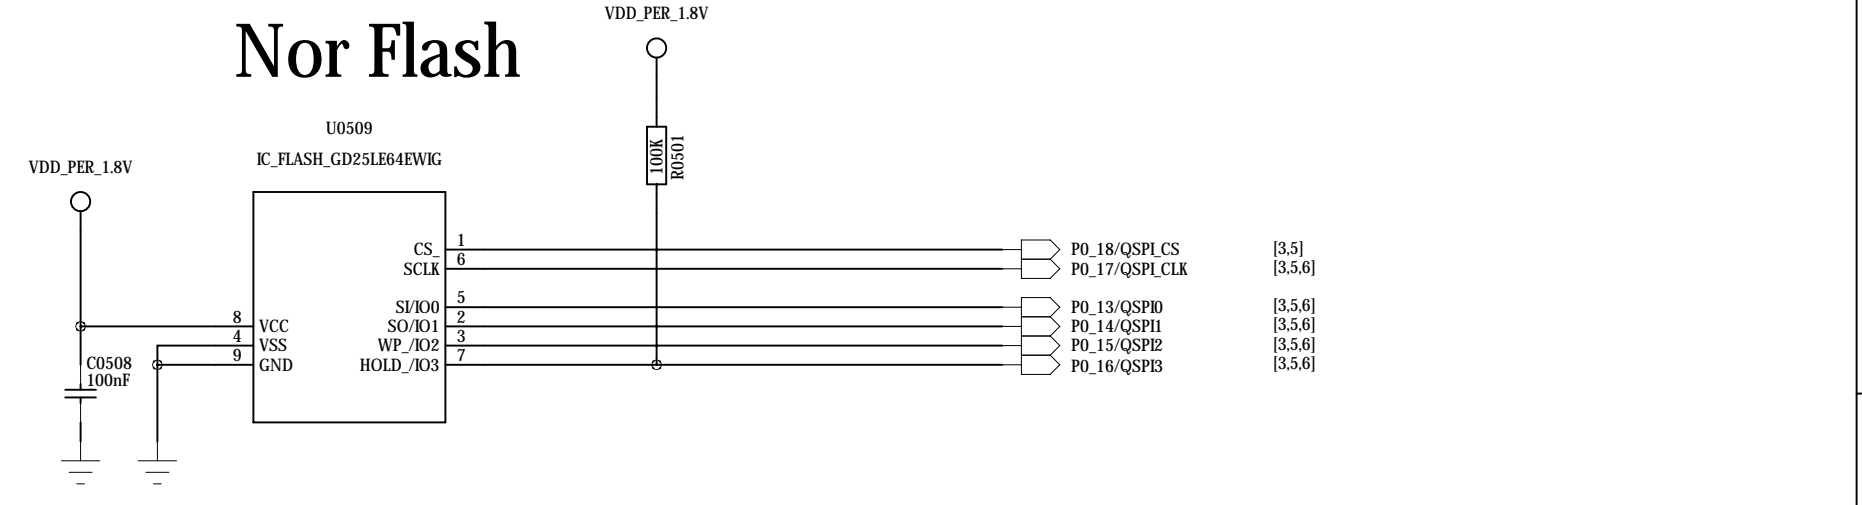 VDD_PER_1.8V
Nor Flash
U0509
IC_FLASH_GD25LE64EWIG
VDD_PER_1.8V
100K
R0501
CS_ 1 P0_18/QSPI_CS [3,5]
SCLK 6 P0_17/QSPI_CLK [3,5,6]
SI/IO0 5 P0_13/QSPI0 [3,5,6]
8 VCC SO/IO1 2 P0_14/QSPI1 [3,5,6]
4 VSS WP_/IO2 3 P0_15/QSPI2 [3,5,6]
9 GND HOLD_/IO3 7 P0_16/QSPI3 [3,5,6]
C0508
100nF